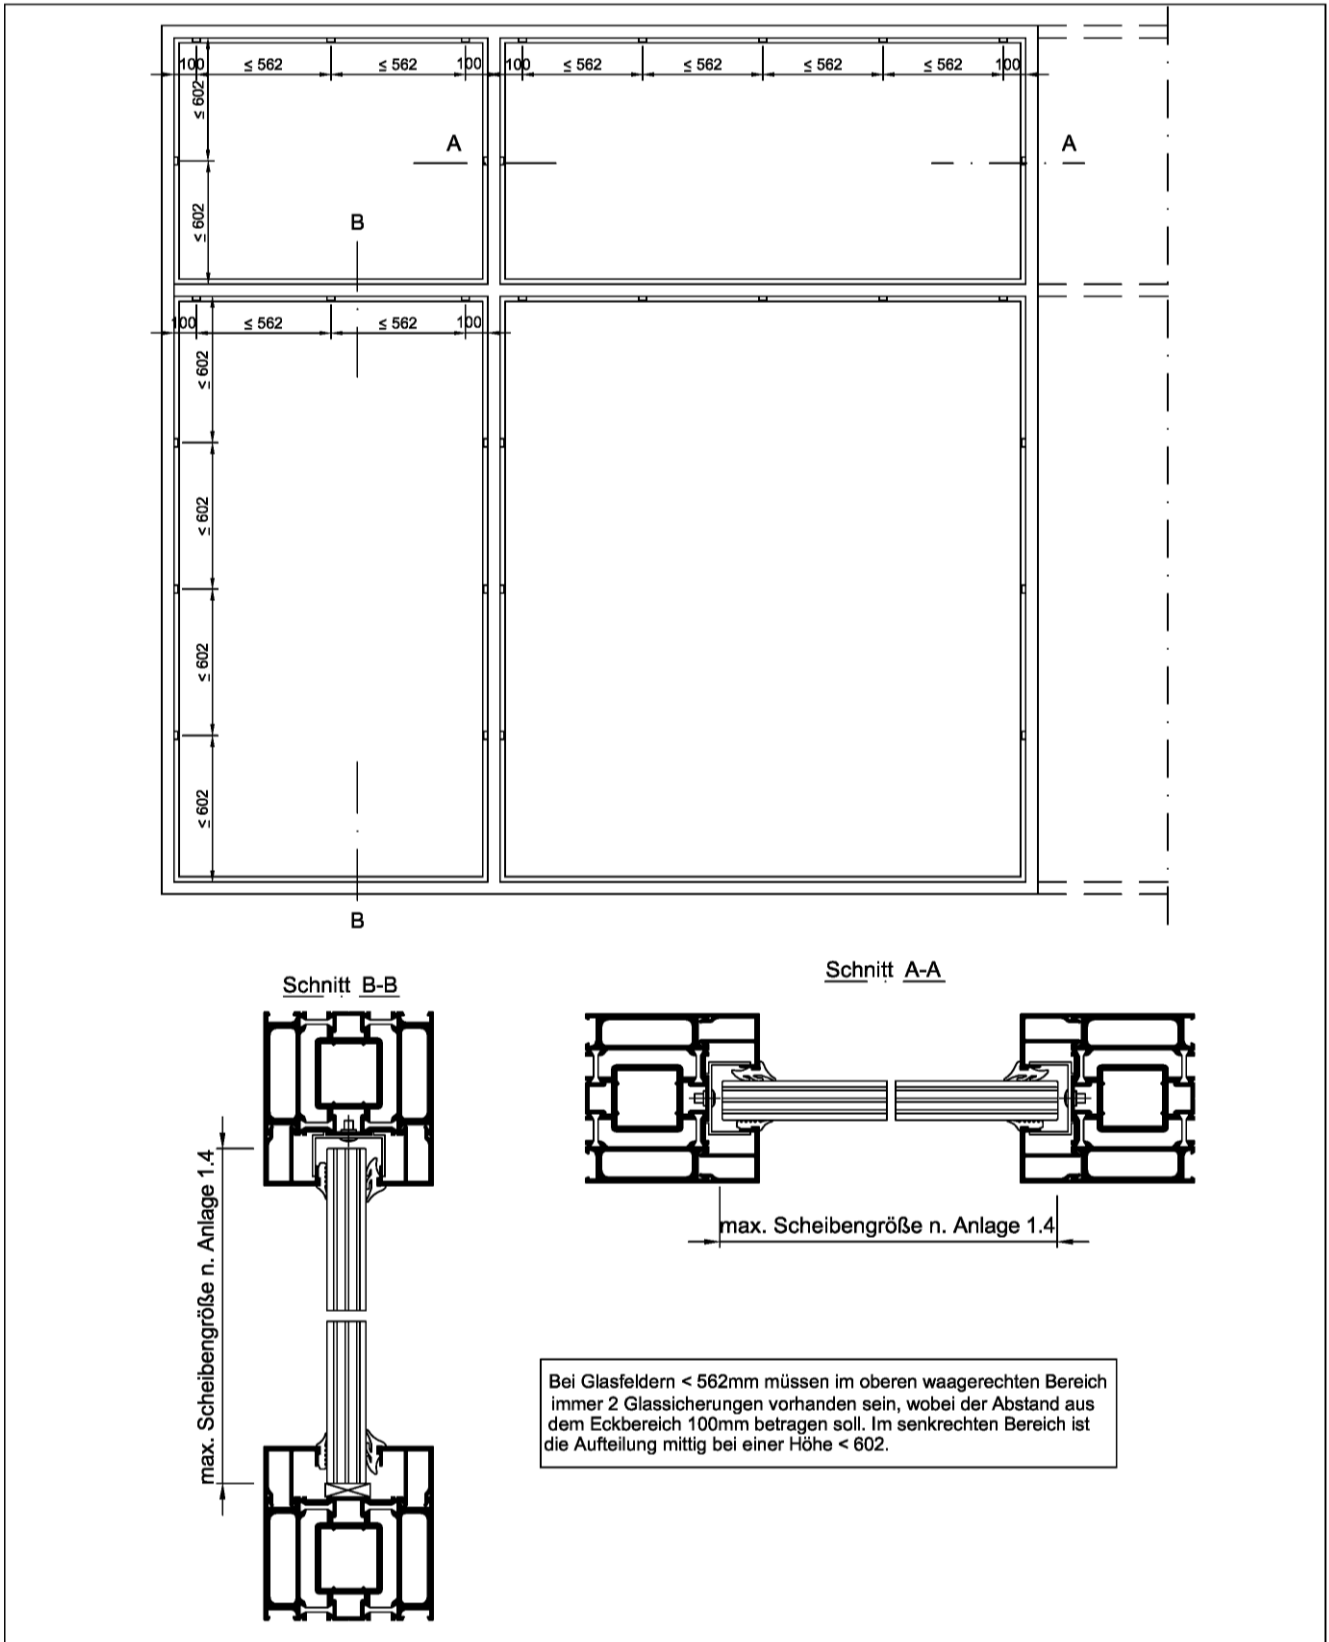 100 ≤ 562 ≤ 562 100 100 ≤ 562 ≤ 562 ≤ 562 ≤ 562 100
≤ 602
A A
≤ 602
B
100 ≤ 562 ≤ 562 100
≤ 602
≤ 602
≤ 602
≤ 602
B
Schnitt B-B
Schnitt A-A
max. Scheibengröße n. Anlage 1.4
max. Scheibengröße n. Anlage 1.4
Bei Glasfeldern < 562mm müssen im oberen waagerechten Bereich
immer 2 Glassicherungen vorhanden sein, wobei der Abstand aus
dem Eckbereich 100mm betragen soll. Im senkrechten Bereich ist
die Aufteilung mittig bei einer Höhe < 602.